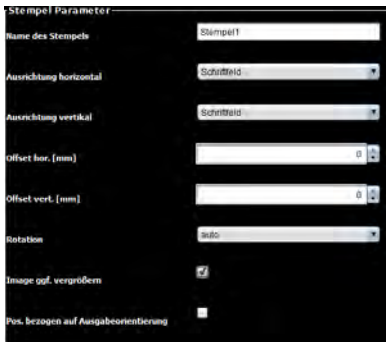 Stempel Parameter
Name des Stempels Stempel1
Ausrichtung horizontal Schriftfeld
Ausrichtung vertikal Schriftfeld
Offset hor. [mm] 0
Offset vert. [mm] 0
Rotation auto
Image ggf. vergrößern
Pos. bezogen auf Ausgabeorientierung